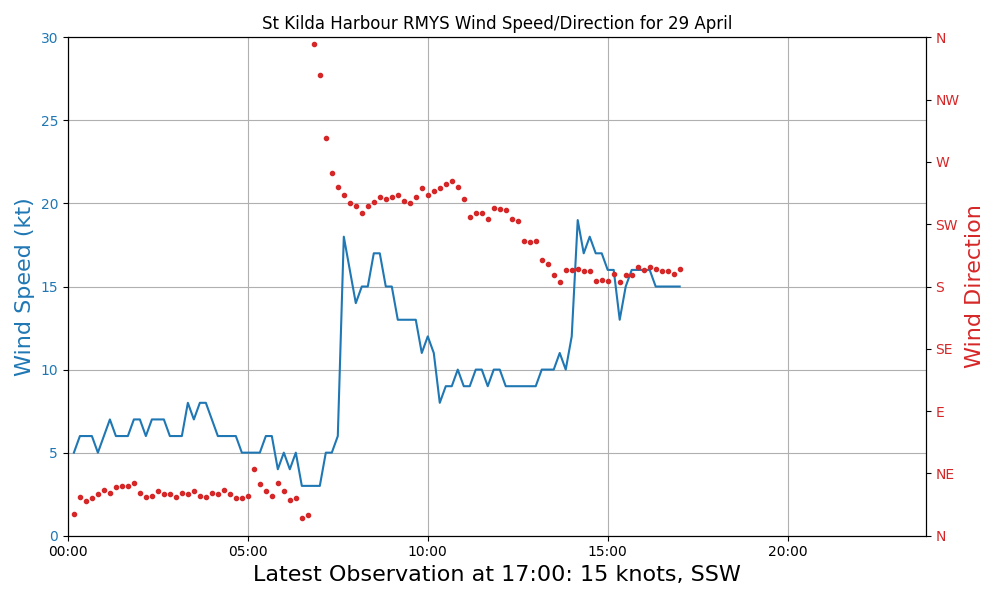 St Kilda Harbour RMYS Wind Speed/Direction for 29 April
30
25
20
15
10
5
0
Wind Speed (kt)
N
NW
W
SW
S
SE
E
NE
N
Wind Direction
00:00 05:00 10:00 15:00 20:00
Latest Observation at 17:00: 15 knots, SSW